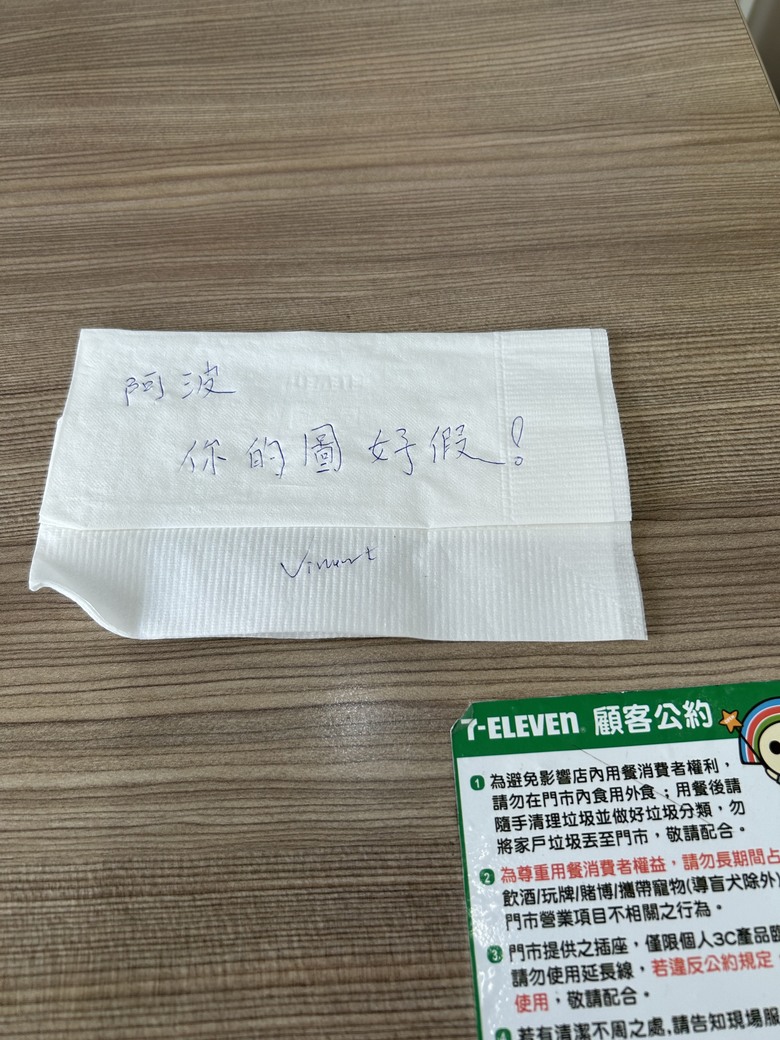 阿波
你的圖好假!
Vincent
7-ELEVEn. 顧客公約
1 為避免影響店內用餐消費者權利，
請勿在門市內食用外食；用餐後請
隨手清理垃圾並做好垃圾分類，勿
將家戶垃圾丟至門市，敬請配合。
2 為尊重用餐消費者權益，請勿長期間占
飲酒/玩牌/賭博/攜帶寵物(導盲犬除外)
門市營業項目不相關之行為。
3 門市提供之插座，僅限個人3C產品臨
請勿使用延長線，若違反公約規定，
使用，敬請配合。
4 若有清潔不周之處，請告知現場服